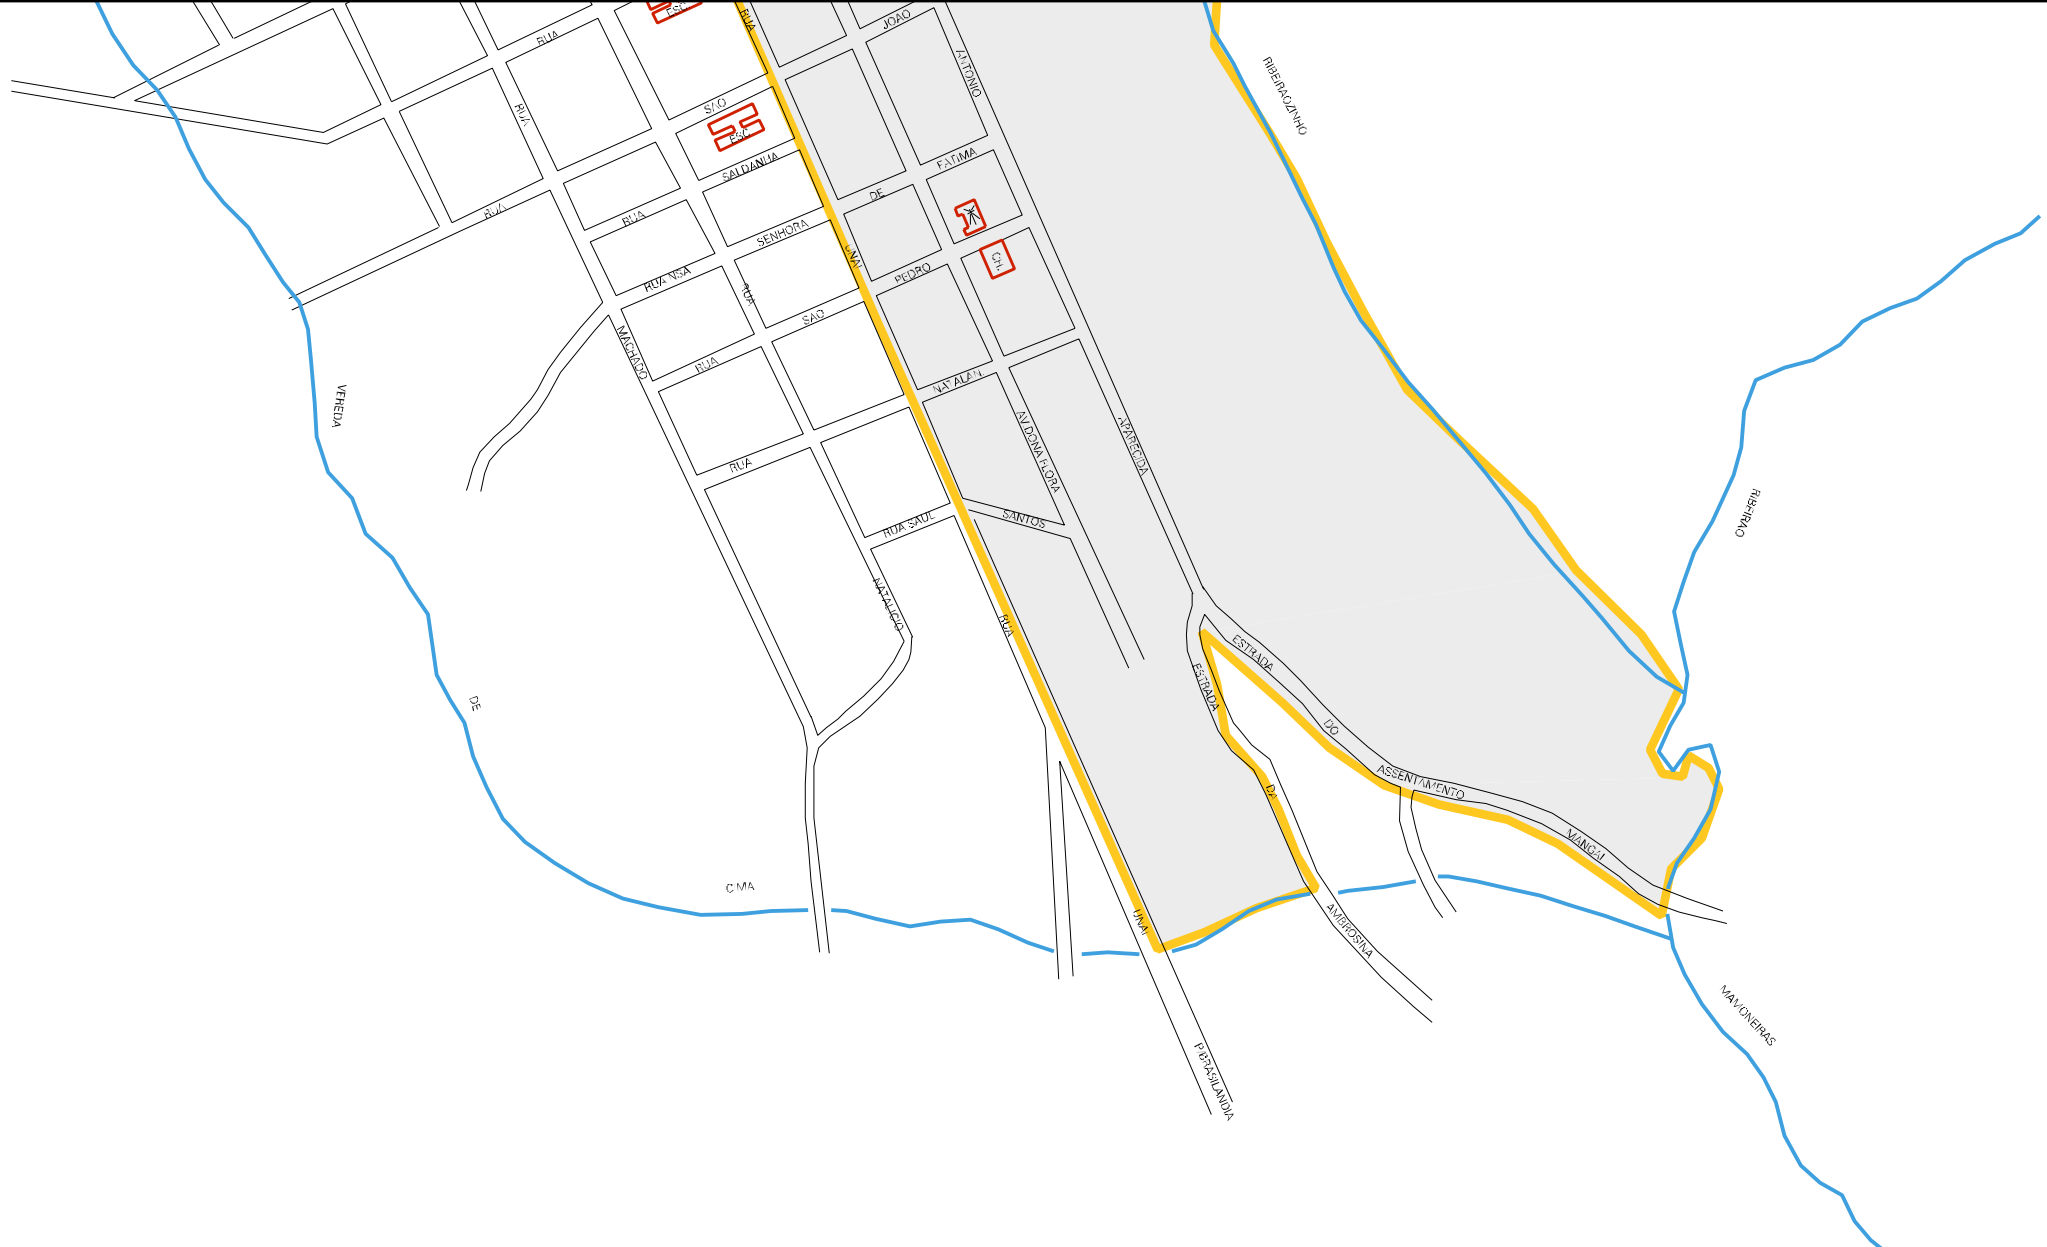 ESC
RUA
JOAO
RUA
ANTONIO
RIBEIRAOZINHO
RUA
SAO
ESC
SALDANHA
FATIMA
DE
RUA
RUA
SENHORA
UNAI
CH.
PEDRO
RUA NSA
RUA
SAO
MACHADO
RUA
NATALAN
VEREDA
AV DONA FLORA
APARECIDA
RUA
RUA SAUL
SANTOS
RIBEIRAO
NATALICIO
RUA
ESTRADA
ESTRADA
DE
DO
ASSENTAMENTO
DA
MANGAL
CIMA
UNAI
AMBROSINA
MAMONEIRAS
P/BRASILANDIA